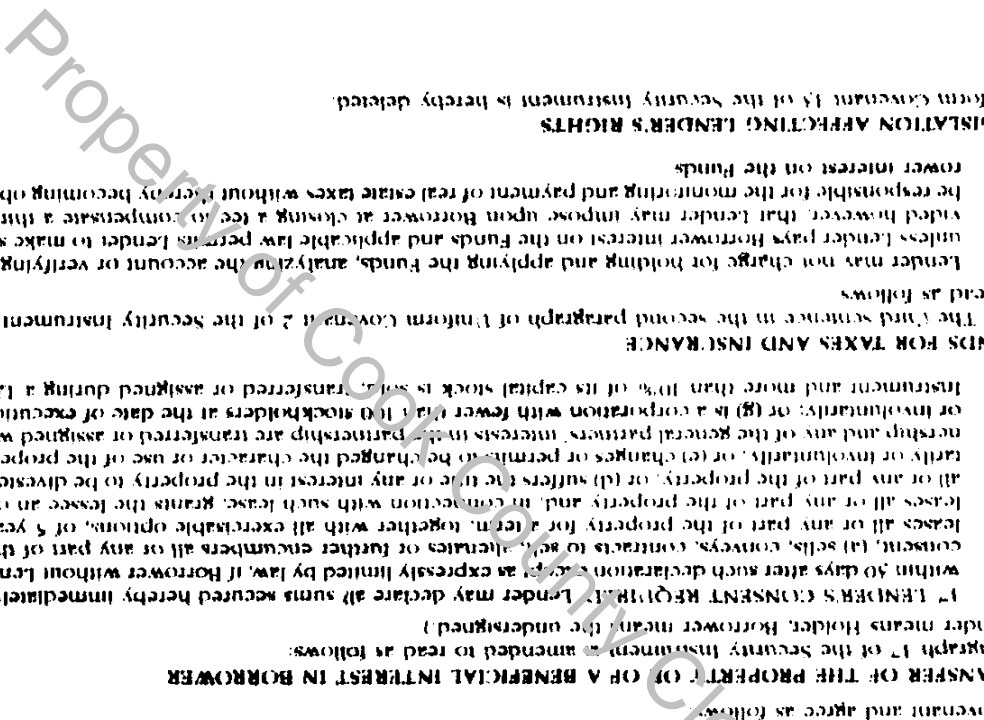 ovenant and agree as follows:
ANSFER OF THE PROPERTY OR OF A BENEFICIAL INTEREST IN BORROWER
agraph 17 of the Security Instrument is amended to read as follows:
nder means Holder, Borrower means the undersigned.)
17 LENDER'S CONSENT REQUIRED. Lender may declare all sums secured hereby immediatel
within 30 days after such declaration except as expressly limited by law, if Borrower without Len
consent, (a) sells, conveys, contracts to sell, alienates or further encumbers all or any part of th
leases all or any part of the property for a term, together with all exercisable options, of 5 yea
leases all or any part of the property and, in connection with such lease, grants the lessee an o
all or any part of the property, or (d) suffers the title or any interest in the property to be diveste
tarily or involuntarily, or (e) changes or permits to be changed the character or use of the prope
nership and any of the general partners' interests in the partnership are transferred or assigned w
or involuntarily; or (g) is a corporation with fewer than 100 stockholders at the date of executi
Instrument and more than 10% of its capital stock is sold, transferred or assigned during a 12
NDS FOR TAXES AND INSURANCE
The third sentence in the second paragraph of Uniform Covenant 2 of the Security Instrument
ead as follows
Lender may not charge for holding and applying the Funds, analyzing the account or verifying
unless Lender pays Borrower interest on the Funds and applicable law permits Lender to make s
vided however, that Lender may impose upon Borrower at closing a fee to compensate a thir
be responsible for the monitoring and payment of real estate taxes without thereby becoming ob
rower interest on the Funds
GISLATION AFFECTING LENDER'S RIGHTS
form Covenant 13 of the Security Instrument is hereby deleted.
Property of Cook County Cl